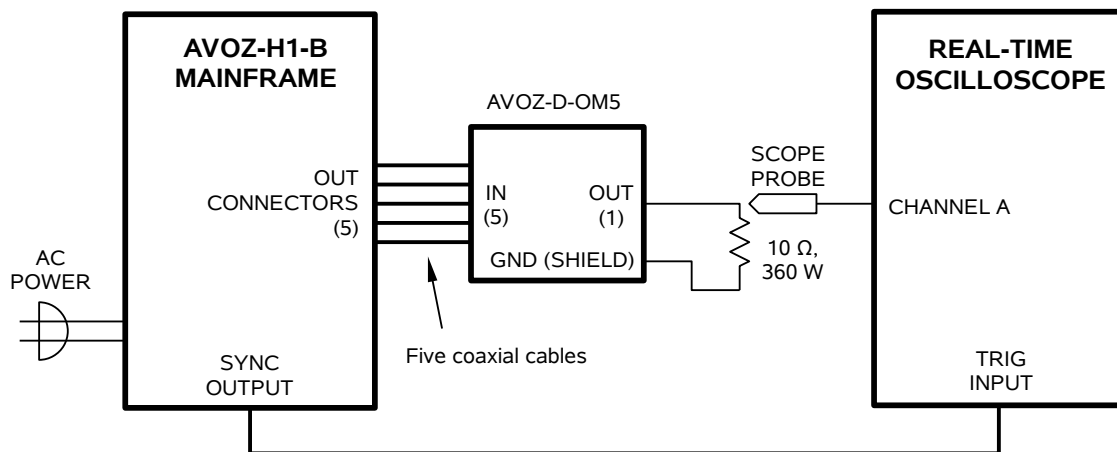 AVOZ-H1-B
MAINFRAME
OUT
CONNECTORS
(5)
AC
POWER
SYNC
OUTPUT
AVOZ-D-OM5
IN
(5)
OUT
(1)
GND (SHIELD)
Five coaxial cables
SCOPE
PROBE
10 Ω,
360 W
REAL-TIME
OSCILLOSCOPE
CHANNEL A
TRIG
INPUT